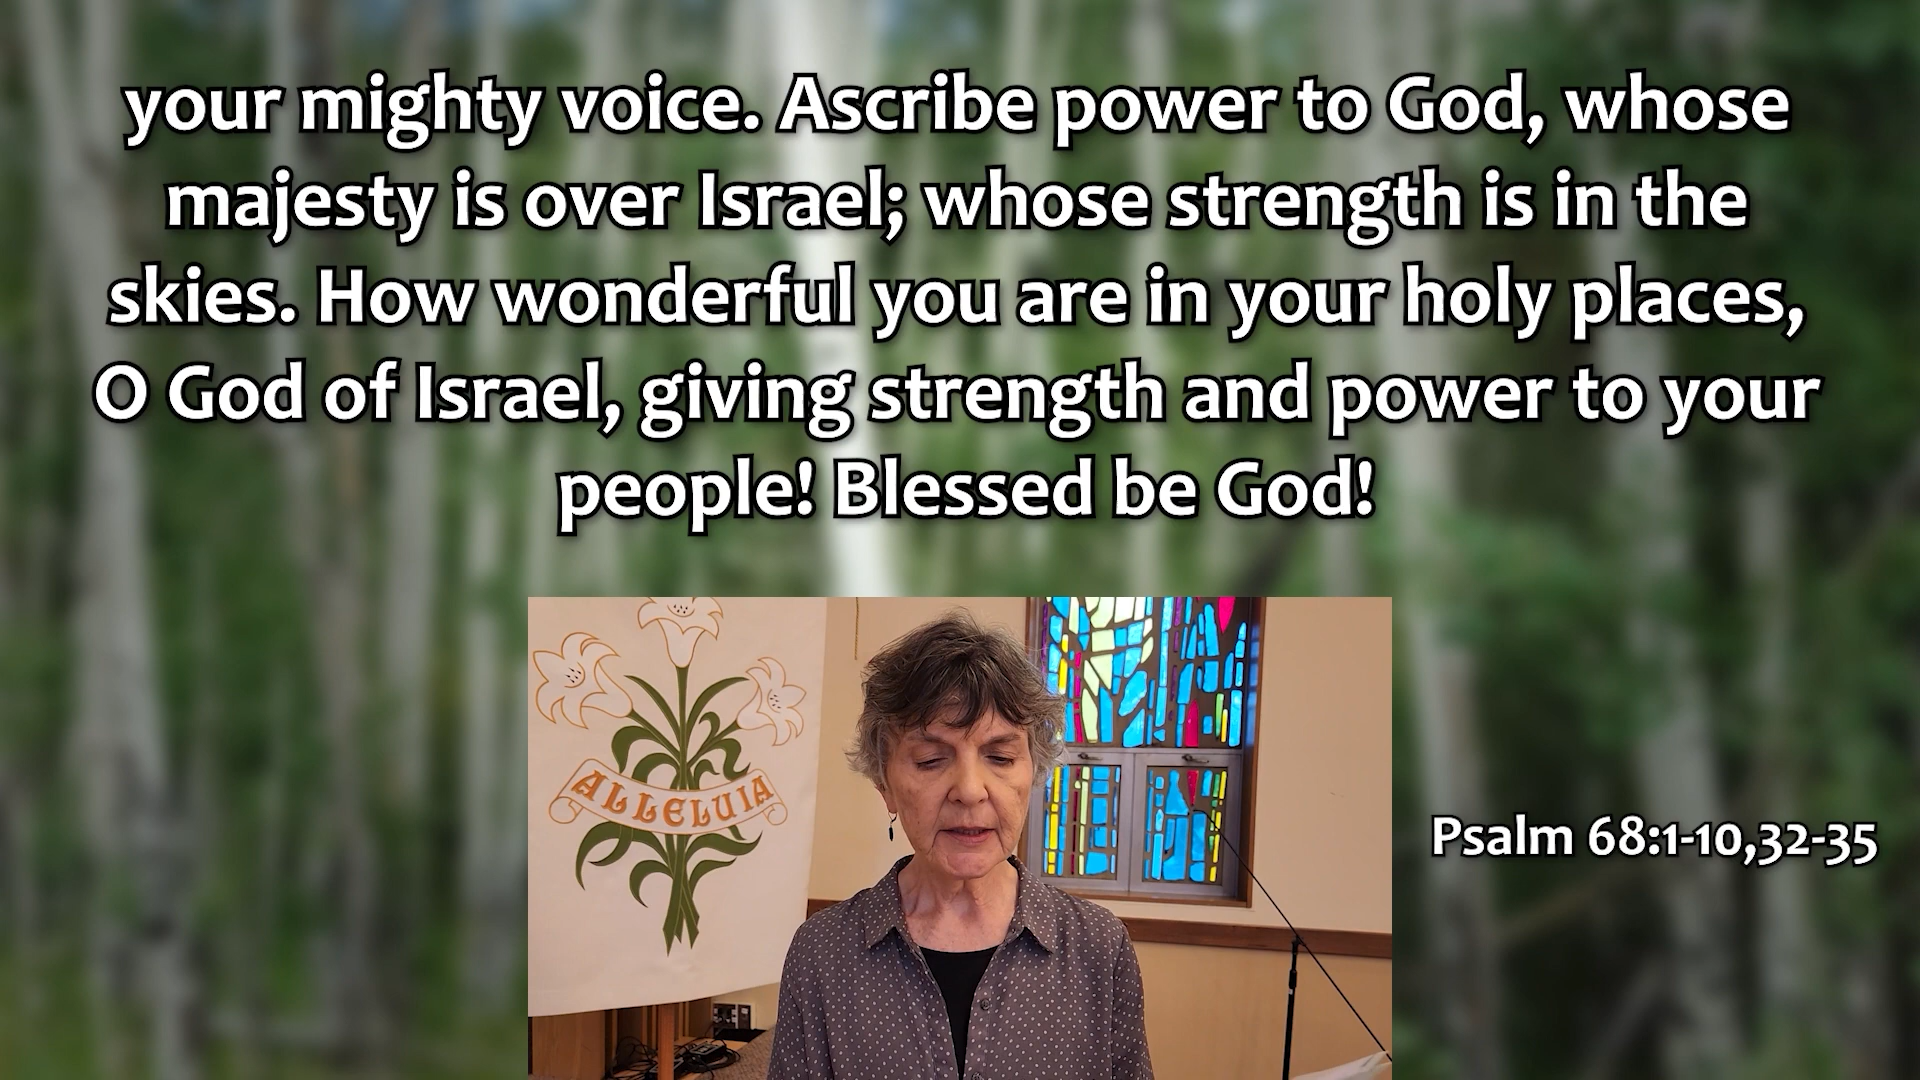 your mighty voice. Ascribe power to God, whose
majesty is over Israel; whose strength is in the
skies. How wonderful you are in your holy places,
O God of Israel, giving strength and power to your
people! Blessed be God!
ALLELUIA
Psalm 68:1-10,32-35